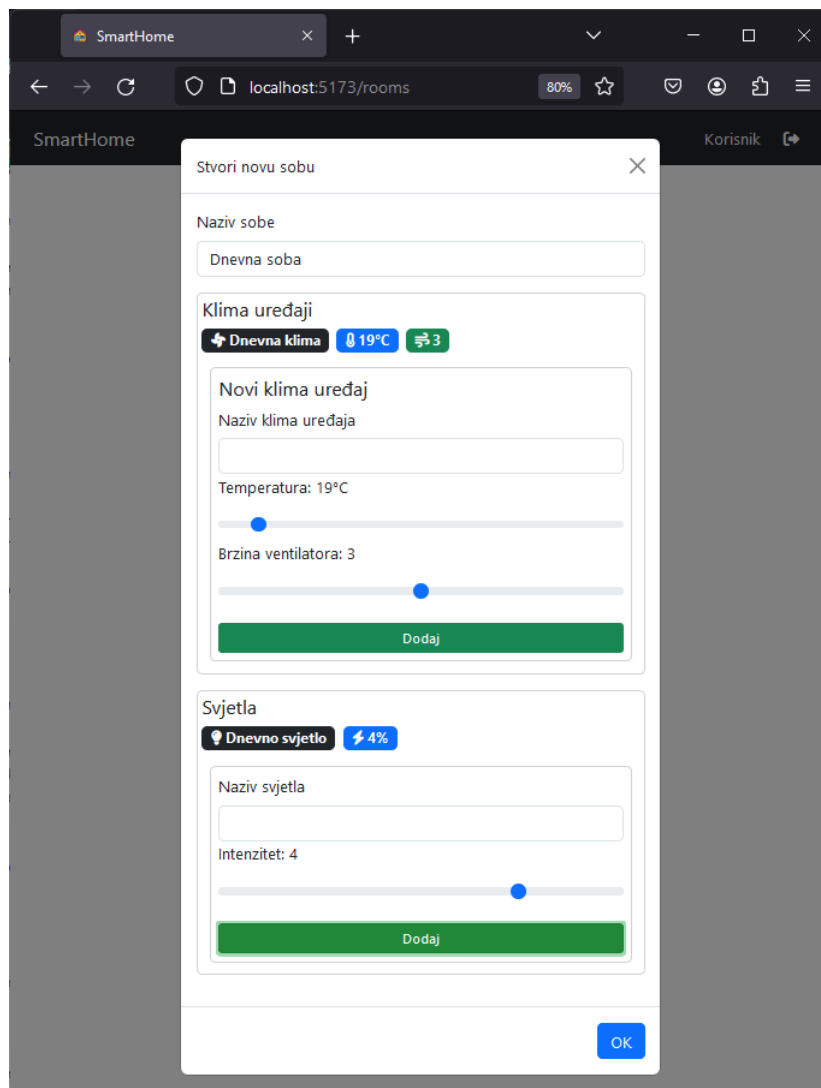 SmartHome
localhost:5173/rooms 80%
SmartHome Korisnik
Stvori novu sobu
Naziv sobe
Dnevna soba
Klima uređaji
Dnevna klima 19°C 3
Novi klima uređaj
Naziv klima uređaja
Temperatura: 19°C
Brzina ventilatora: 3
Dodaj
Svjetla
Dnevno svjetlo 4%
Naziv svjetla
Intenzitet: 4
Dodaj
OK